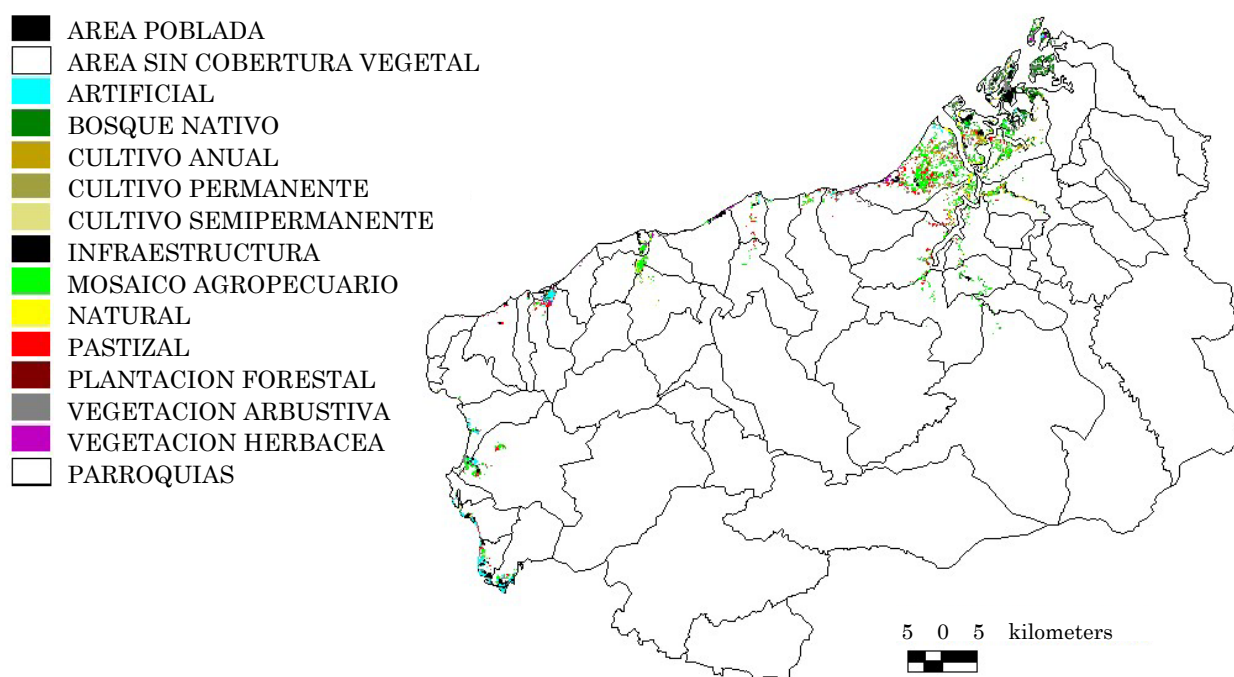 AREA POBLADA
AREA SIN COBERTURA VEGETAL
ARTIFICIAL
BOSQUE NATIVO
CULTIVO ANUAL
CULTIVO PERMANENTE
CULTIVO SEMIPERMANENTE
INFRAESTRUCTURA
MOSAICO AGROPECUARIO
NATURAL
PASTIZAL
PLANTACION FORESTAL
VEGETACION ARBUSTIVA
VEGETACION HERBACEA
PARROQUIAS
5 0 5 kilometers